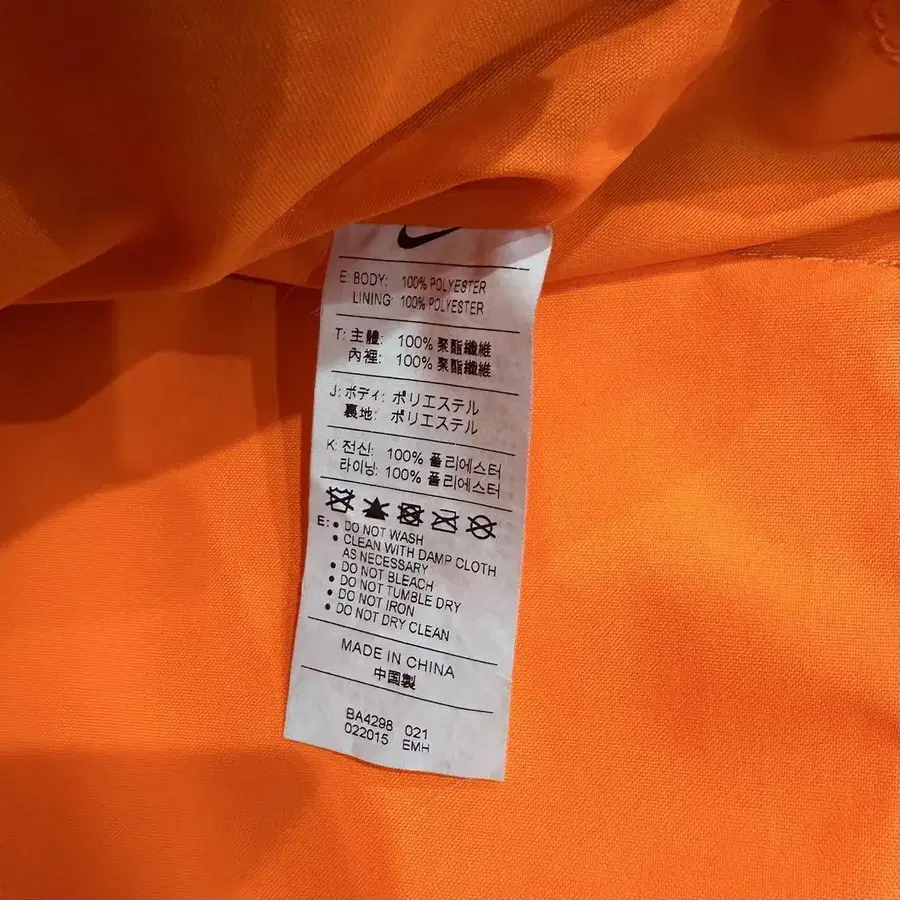 E: BODY: 100% POLYESTER
LINING: 100% POLYESTER
T: 主體: 100% 聚酯纖維
內裡: 100% 聚酯纖維
J: ボディ: ポリエステル
裏地: ポリエステル
K: 전신: 100% 폴리에스터
라이닝: 100% 폴리에스터
E: • DO NOT WASH
• CLEAN WITH DAMP CLOTH
AS NECESSARY
• DO NOT BLEACH
• DO NOT TUMBLE DRY
• DO NOT IRON
• DO NOT DRY CLEAN
MADE IN CHINA
中国製
BA4298 021
022015 EMH